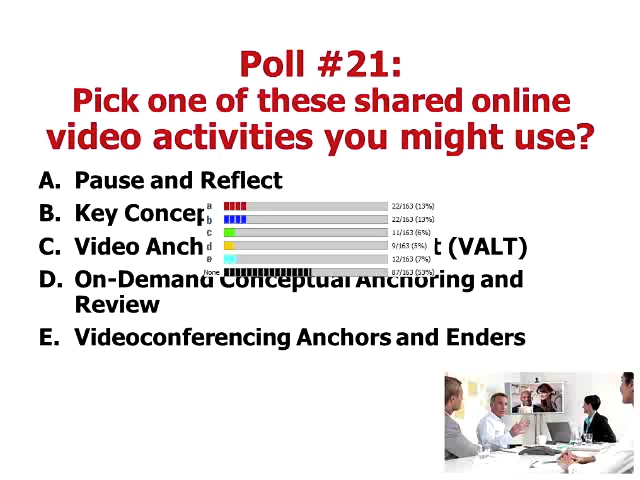 Poll #21:
Pick one of these shared online
video activities you might use?
A. Pause and Reflect
B. Key
C. Video (VALT)
D. On-Demand Conceptual Anchoring and
Review
E. Videoconferencing Anchors and Enders
a 22/163 (13%)
b 22/163 (13%)
c 11/163 (6%)
d 9/163 (5%)
e 12/163 (7%)
None 87/163 (53%)